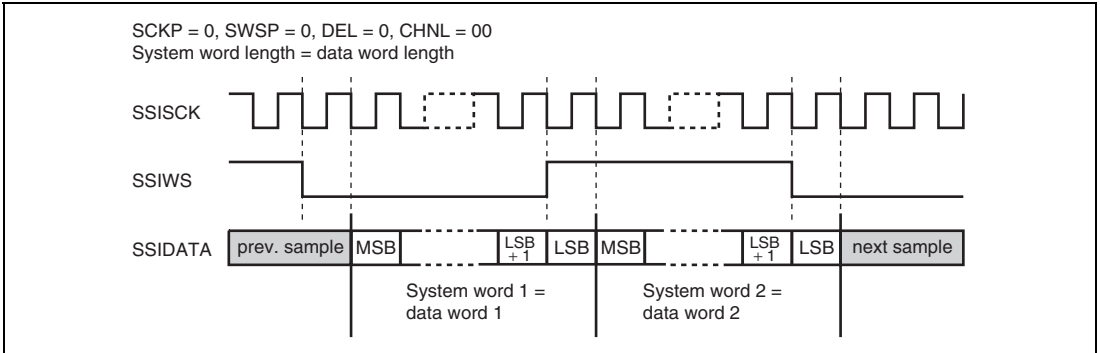 SCKP = 0, SWSP = 0, DEL = 0, CHNL = 00
System word length = data word length
SSISCK
SSIWS
SSIDATA
prev. sample
MSB
LSB
+ 1
LSB
MSB
LSB
+ 1
LSB
next sample
System word 1 =
data word 1
System word 2 =
data word 2